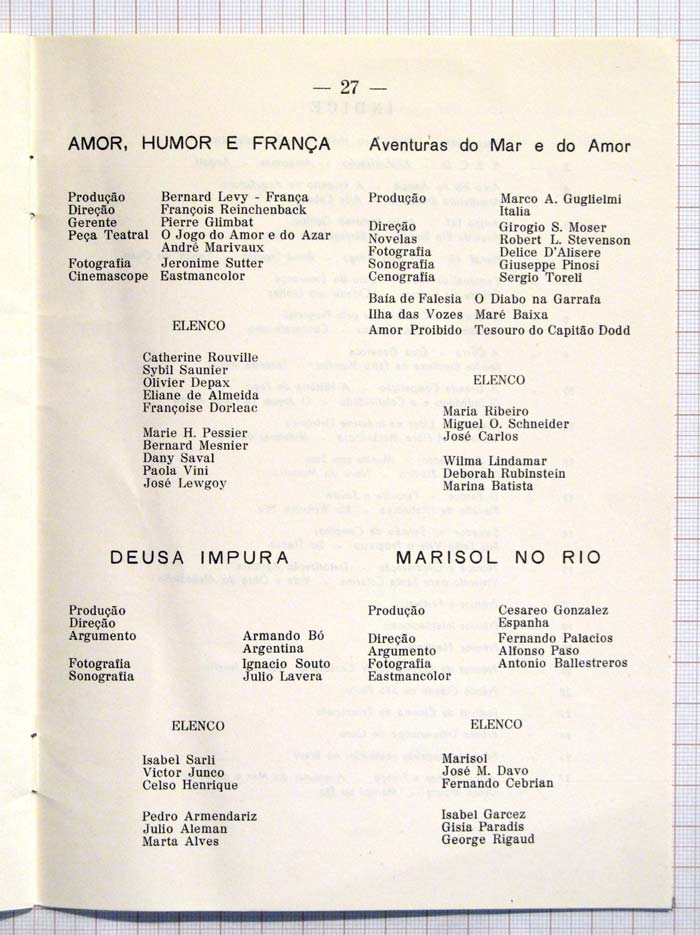 — 27 —
AMOR, HUMOR E FRANÇA
Produção Bernard Levy - França
Direção François Reinchenback
Gerente Pierre Glimbat
Peça Teatral O Jogo do Amor e do Azar
André Marivaux
Fotografia Jeronime Sutter
Cinemascope Eastmancolor
ELENCO
Catherine Rouville
Sybil Saunier
Olivier Depax
Eliane de Almeida
Françoise Dorleac
Marie H. Pessier
Bernard Mesnier
Dany Saval
Paola Vini
José Lewgoy
Aventuras do Mar e do Amor
Produção Marco A. Guglielmi
Italia
Direção Girogio S. Moser
Novelas Robert L. Stevenson
Fotografia Delice D'Alisere
Sonografia Giuseppe Pinosi
Cenografia Sergio Toreli
Baía de Falesia O Diabo na Garrafa
Ilha das Vozes Maré Baixa
Amor Proibido Tesouro do Capitão Dodd
ELENCO
Maria Ribeiro
Miguel O. Schneider
José Carlos
Wilma Lindamar
Deborah Rubinstein
Marina Batista
DEUSA IMPURA
Produção
Direção
Argumento Armando Bó
Argentina
Fotografia Ignacio Souto
Sonografia Julio Lavera
ELENCO
Isabel Sarli
Victor Junco
Celso Henrique
Pedro Armendariz
Julio Aleman
Marta Alves
MARISOL NO RIO
Produção Cesareo Gonzalez
Espanha
Direção Fernando Palacios
Argumento Alfonso Paso
Fotografia Antonio Ballestreros
Eastmancolor
ELENCO
Marisol
José M. Davo
Fernando Cebrian
Isabel Garcez
Gisia Paradis
George Rigaud